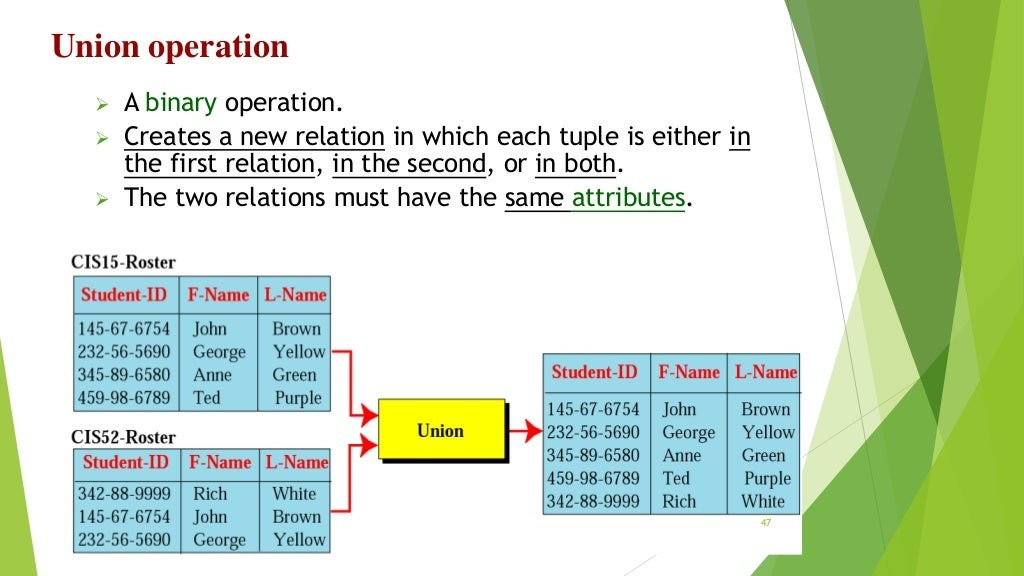 Union operation
A binary operation.
Creates a new relation in which each tuple is either in
the first relation, in the second, or in both.
The two relations must have the same attributes.
CIS15-Roster
Student-ID F-Name L-Name
145-67-6754 John Brown
232-56-5690 George Yellow
345-89-6580 Anne Green
459-98-6789 Ted Purple
CIS52-Roster
Student-ID F-Name L-Name
342-88-9999 Rich White
145-67-6754 John Brown
232-56-5690 George Yellow
Union
Student-ID F-Name L-Name
145-67-6754 John Brown
232-56-5690 George Yellow
345-89-6580 Anne Green
459-98-6789 Ted Purple
342-88-9999 Rich White
47